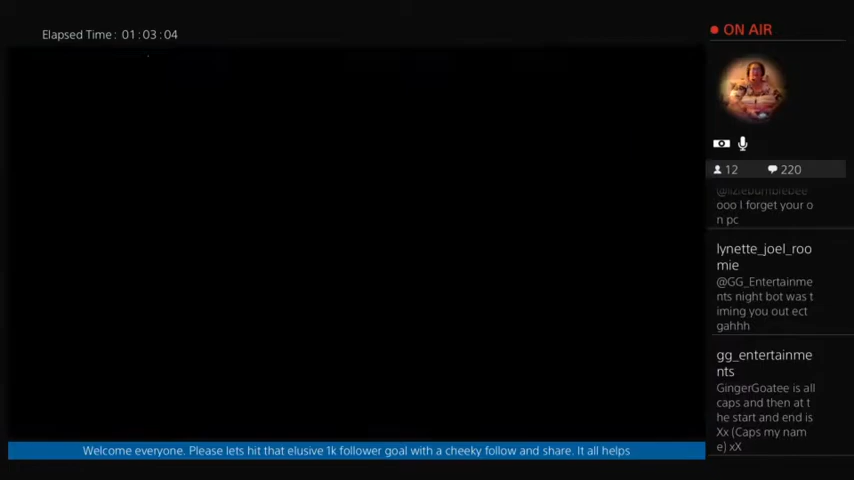 Elapsed Time : 01:03:04
ON AIR
12 220
@liziebumblebee
ooo I forget your o
n pc
lynette_joel_roo
mie
@GG_Entertainme
nts night bot was t
iming you out ect
gahhh
gg_entertainme
nts
GingerGoatee is all
caps and then at t
he start and end is
Xx (Caps my nam
e) xX
Welcome everyone. Please lets hit that elusive 1k follower goal with a cheeky follow and share. It all helps